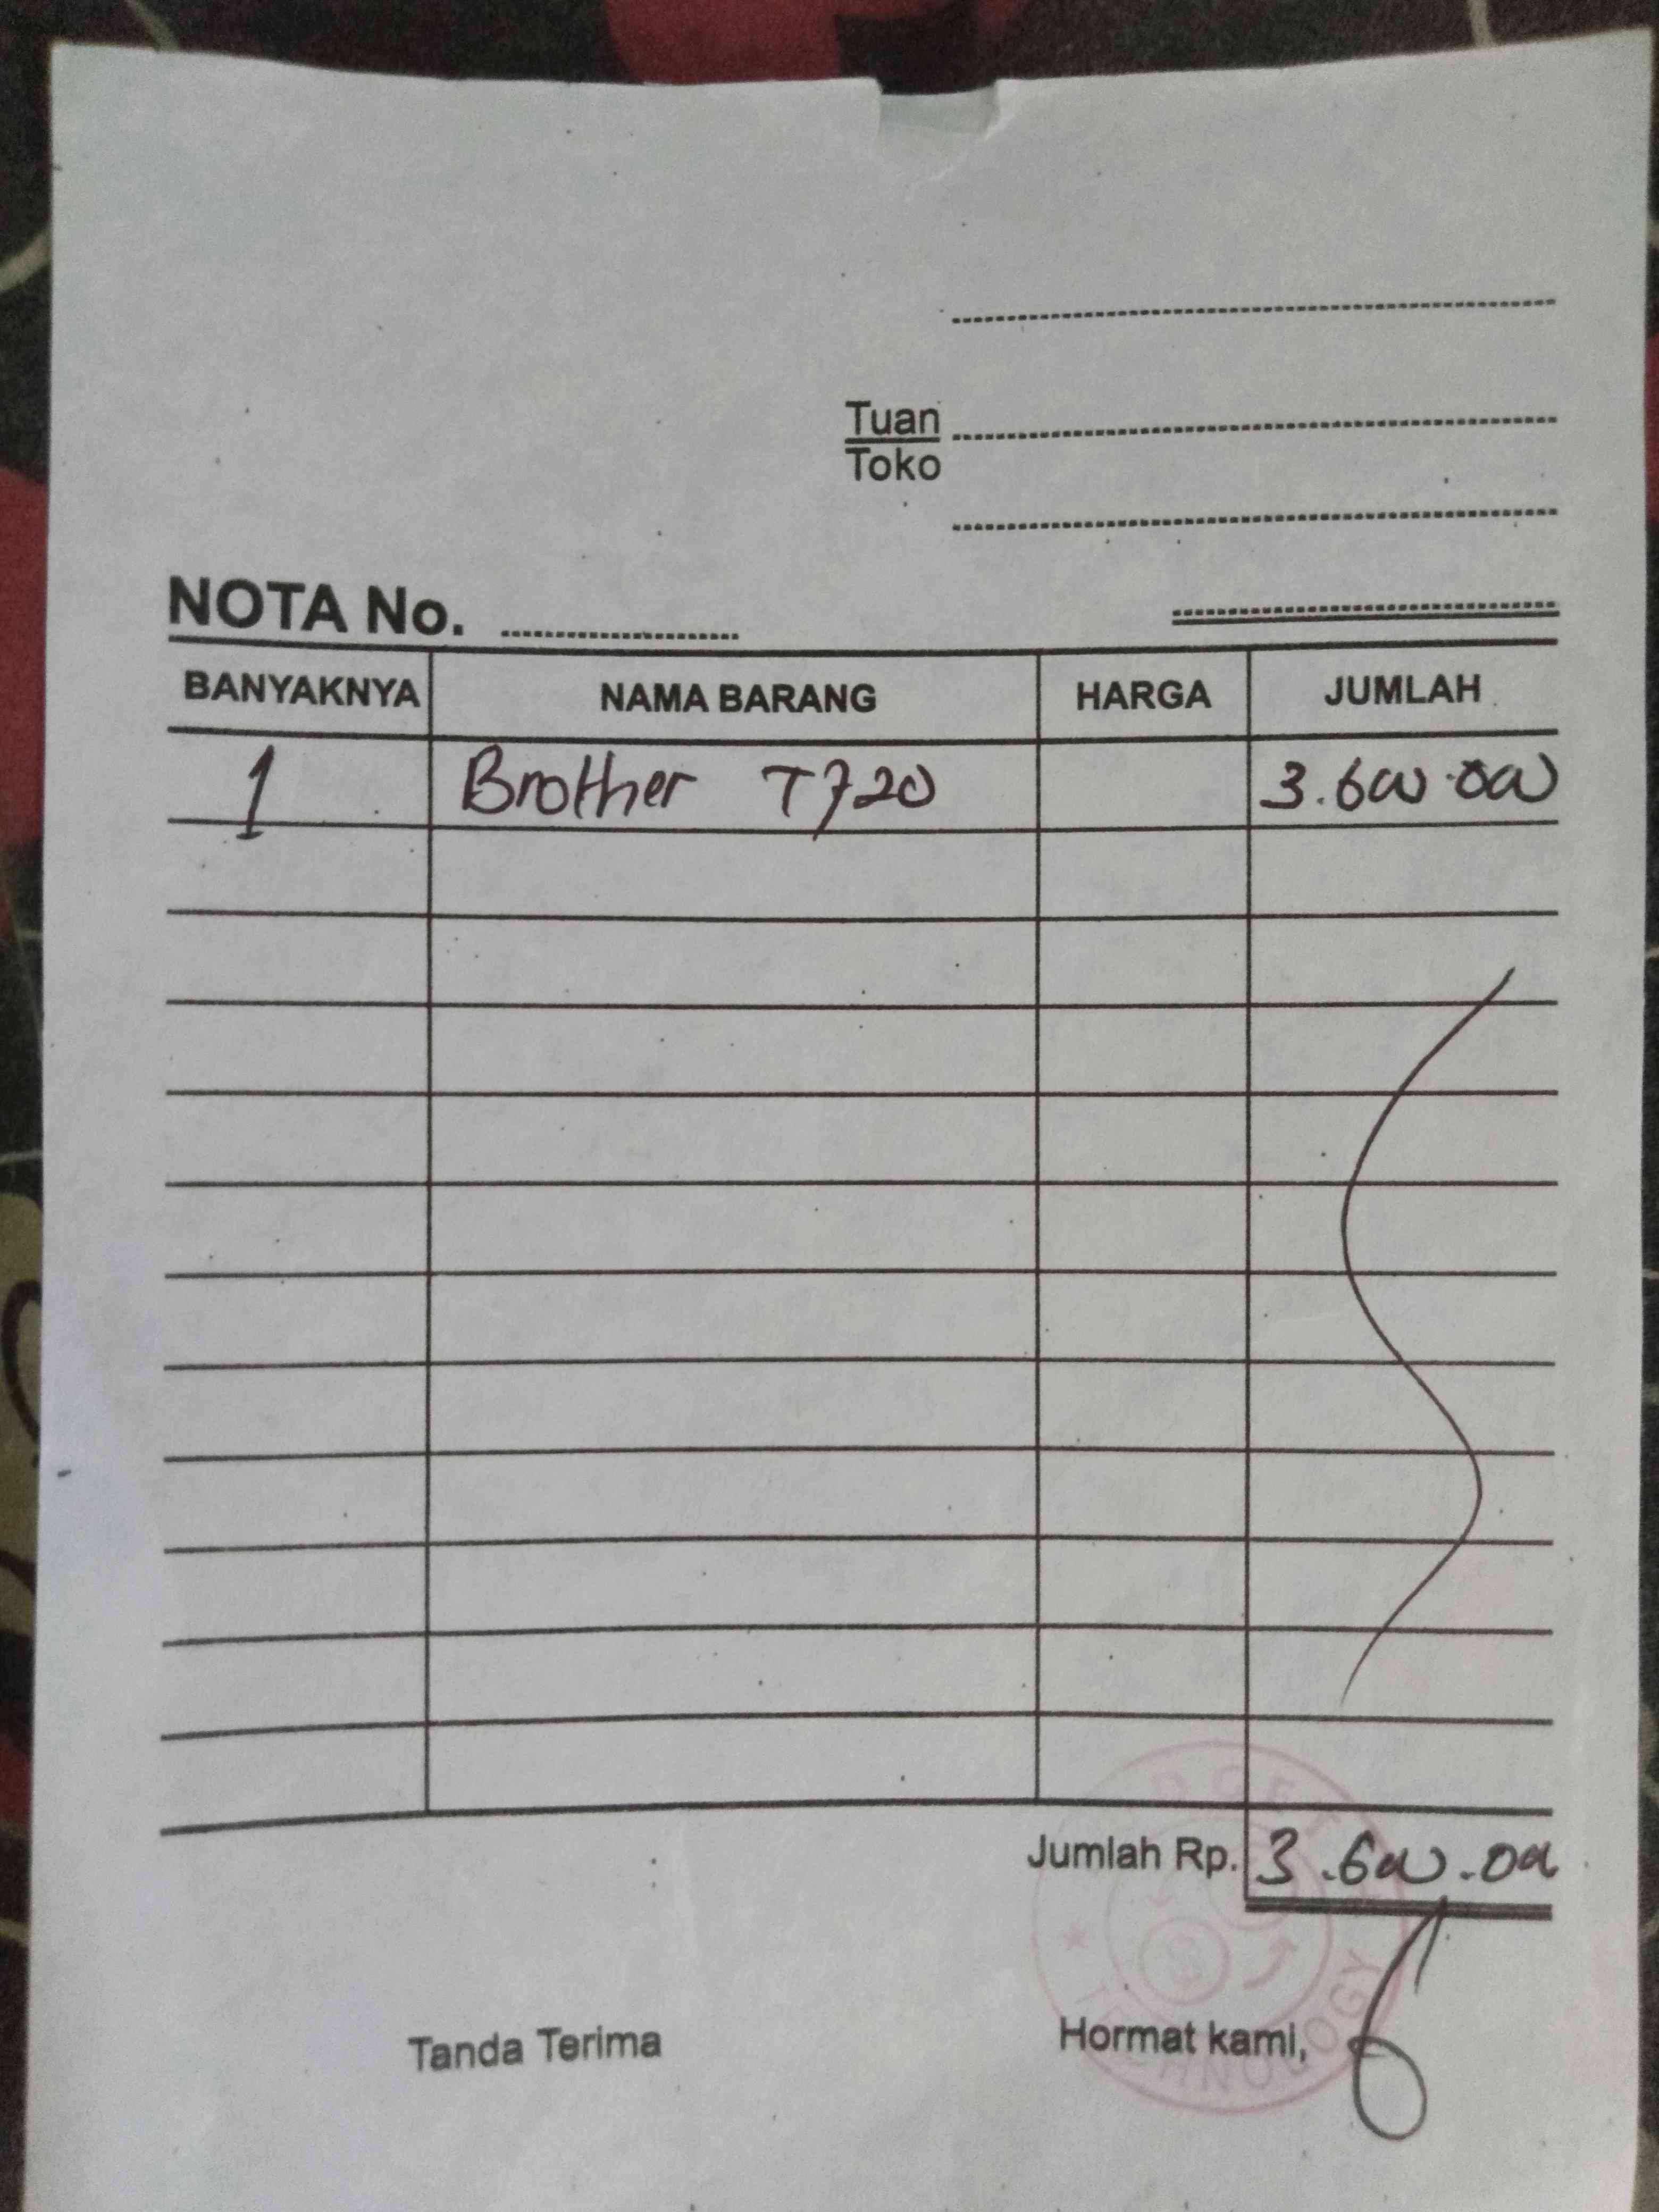 Tuan
Toko
NOTA No.
BANYAKNYA NAMA BARANG HARGA JUMLAH
1 Brother T720 3.600.000
Jumlah Rp. 3.600.000
Tanda Terima Hormat kami,